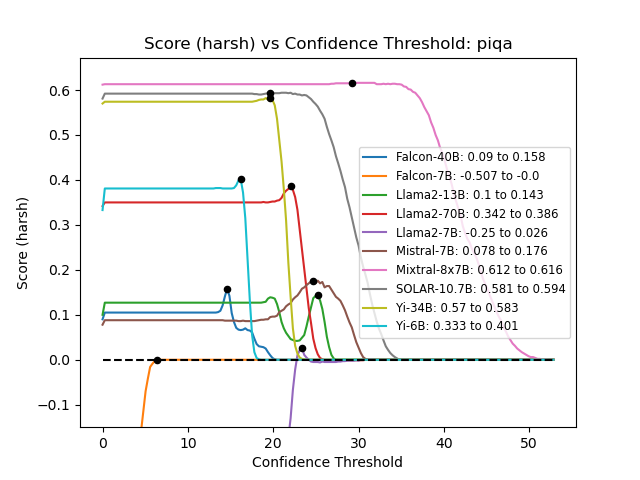 Score (harsh) vs Confidence Threshold: piqa
Score (harsh)
0.6
0.5
0.4
0.3
0.2
0.1
0.0
−0.1
Falcon-40B: 0.09 to 0.158
Falcon-7B: -0.507 to -0.0
Llama2-13B: 0.1 to 0.143
Llama2-70B: 0.342 to 0.386
Llama2-7B: -0.25 to 0.026
Mistral-7B: 0.078 to 0.176
Mixtral-8x7B: 0.612 to 0.616
SOLAR-10.7B: 0.581 to 0.594
Yi-34B: 0.57 to 0.583
Yi-6B: 0.333 to 0.401
0 10 20 30 40 50
Confidence Threshold